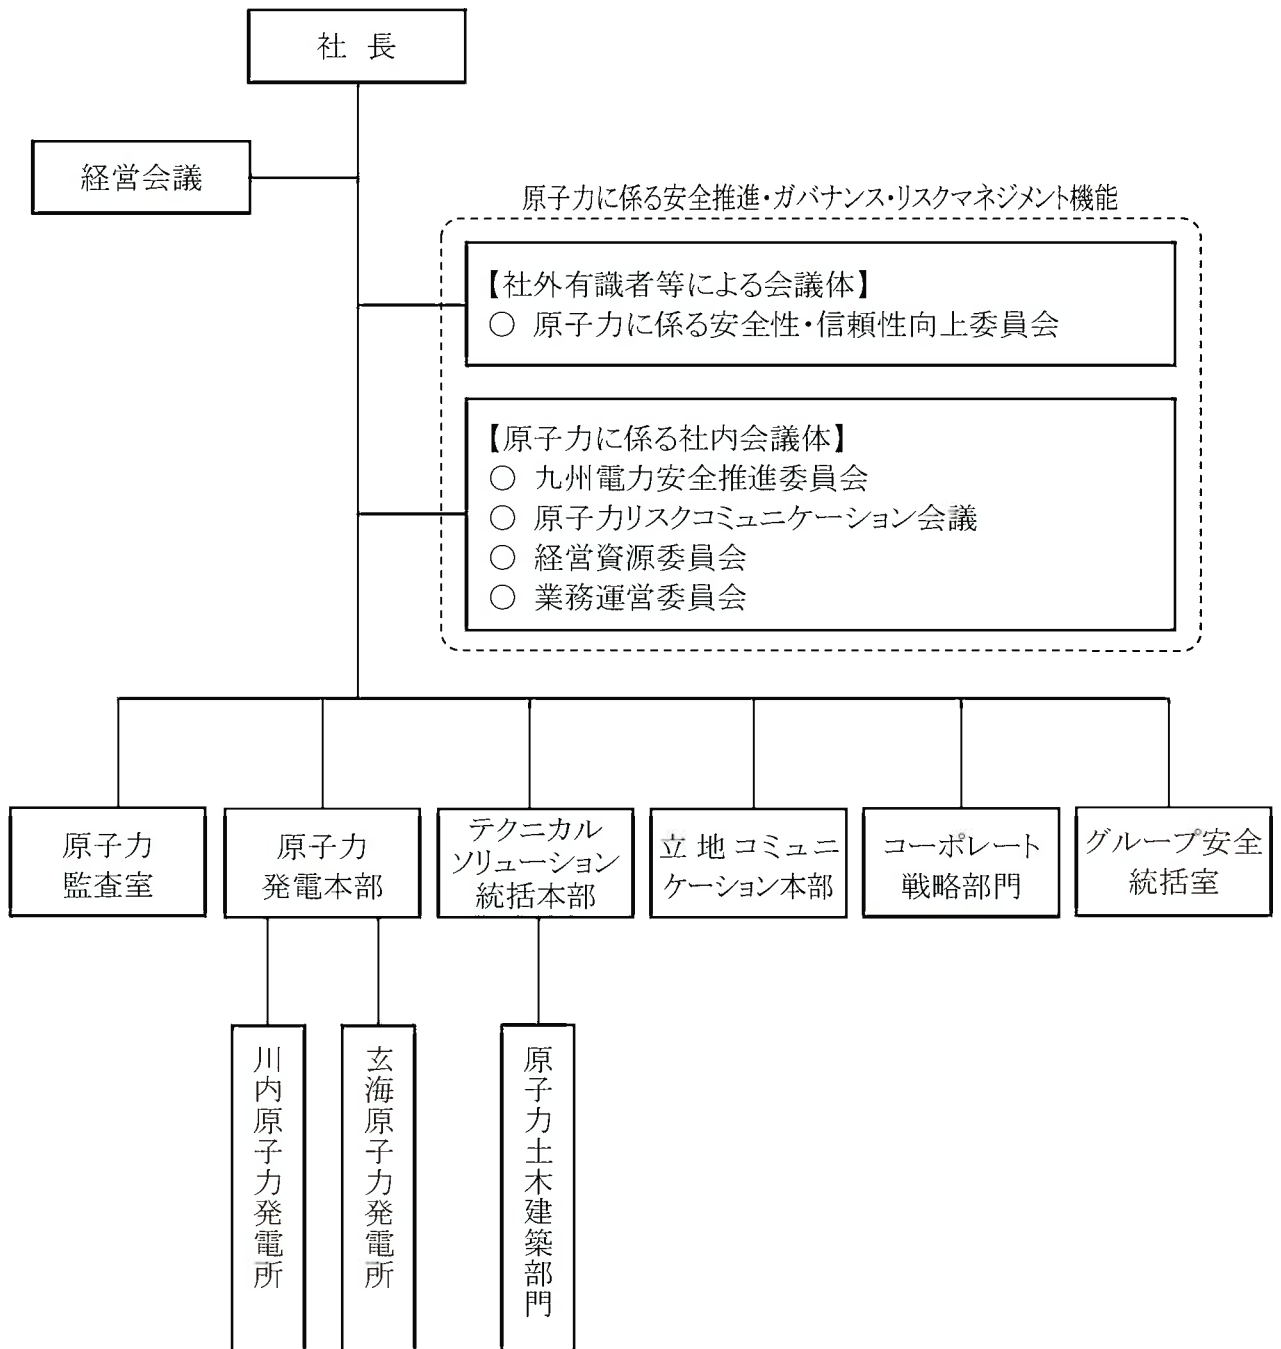 社 長
経営会議
原子力に係る安全推進・ガバナンス・リスクマネジメント機能
【社外有識者等による会議体】
○ 原子力に係る安全性・信頼性向上委員会
【原子力に係る社内会議体】
○ 九州電力安全推進委員会
○ 原子力リスクコミュニケーション会議
○ 経営資源委員会
○ 業務運営委員会
原子力
監査室
原子力
発電本部
テクニカル
ソリューション
統括本部
立地コミュニ
ケーション本部
コーポレート
戦略部門
グループ安全
統括室
川内原子力発電所
玄海原子力発電所
原子力土木建築部門